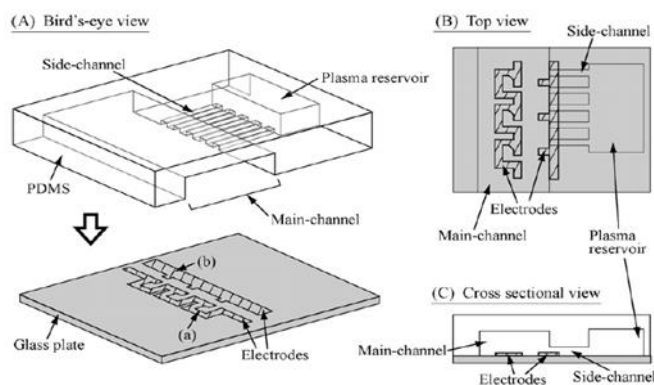 (A) Bird's-eye view
Side-channel
Plasma reservoir
PDMS
Main-channel
(b)
(a)
Glass plate
Electrodes
(B) Top view
Side-channel
Electrodes
Main-channel
Plasma
reservoir
(C) Cross sectional view
Main-channel
Electrodes
Side-channel